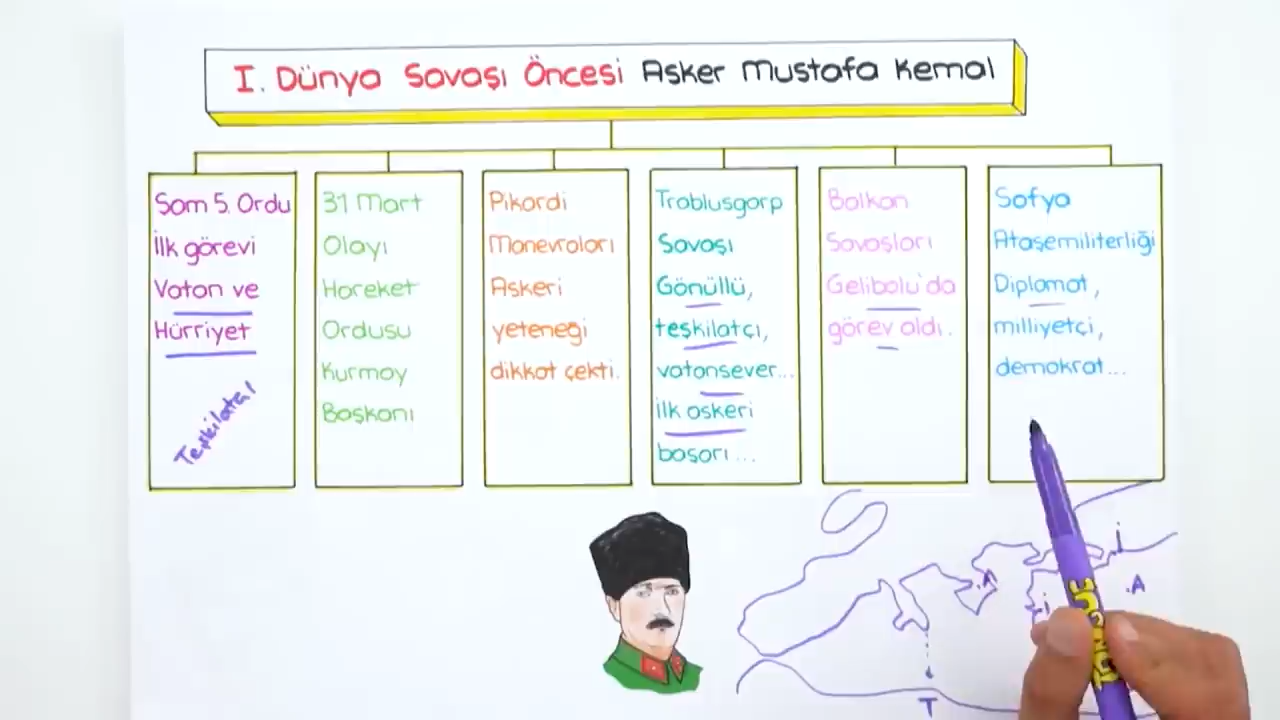 I. Dünya Savaşı Öncesi Asker Mustafa Kemal
Şam 5. Ordu
İlk görevi
Vatan ve
Hürriyet
Teşkilatçı
31 Mart
Olayı
Hareket
Ordusu
Kurmay
Başkanı
Pikardi
Manevraları
Askeri
yeteneği
dikkat çekti.
Trablusgarp
Savaşı
Gönüllü,
teşkilatçı,
vatansever...
İlk askeri
başarı...
Balkan
Savaşları
Gelibolu'da
görev aldı.
Sofya
Ataşemiliterliği
Diplomat,
milliyetçi,
demokrat...
İ
.A
.A
İ
T